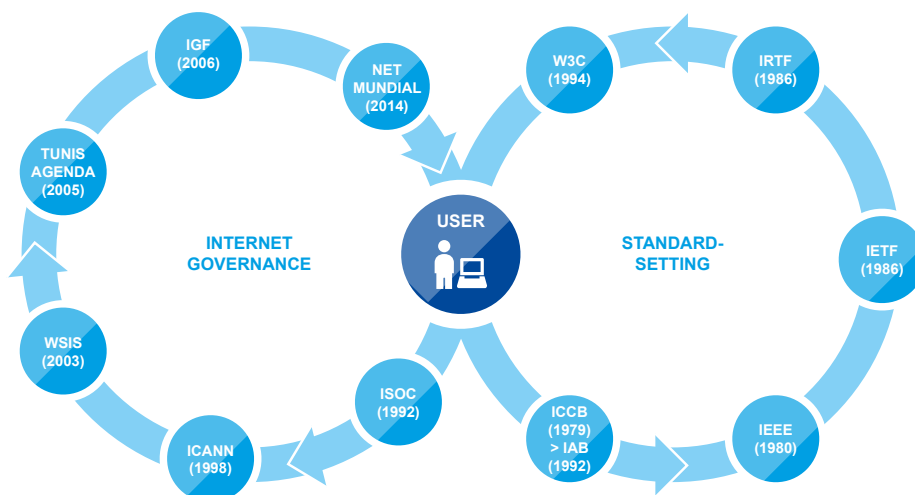 IGF
(2006)
NET
MUNDIAL
(2014)
W3C
(1994)
IRTF
(1986)
TUNIS
AGENDA
(2005)
USER
INTERNET
GOVERNANCE
STANDARD-
SETTING
IETF
(1986)
WSIS
(2003)
ISOC
(1992)
ICCB
(1979)
> IAB
(1992)
IEEE
(1980)
ICANN
(1998)